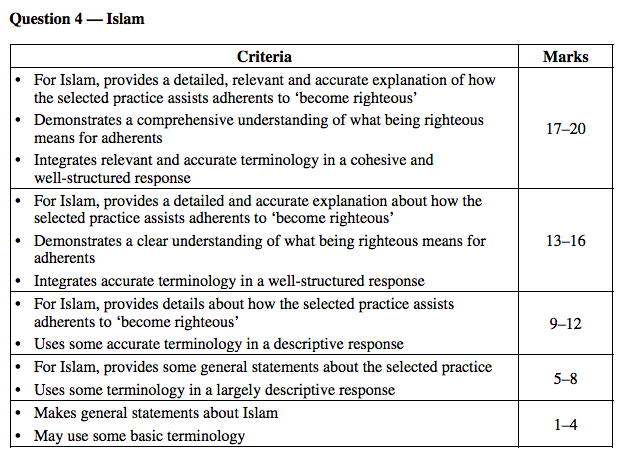 Question 4 — Islam
Criteria Marks
• For Islam, provides a detailed, relevant and accurate explanation of how
the selected practice assists adherents to ‘become righteous’
• Demonstrates a comprehensive understanding of what being righteous
means for adherents
• Integrates relevant and accurate terminology in a cohesive and
well-structured response
17–20
• For Islam, provides a detailed and accurate explanation about how the
selected practice assists adherents to ‘become righteous’
• Demonstrates a clear understanding of what being righteous means for
adherents
• Integrates accurate terminology in a well-structured response
13–16
• For Islam, provides details about how the selected practice assists
adherents to ‘become righteous’
• Uses some accurate terminology in a descriptive response
9–12
• For Islam, provides some general statements about the selected practice
• Uses some terminology in a largely descriptive response
5–8
• Makes general statements about Islam
• May use some basic terminology
1–4